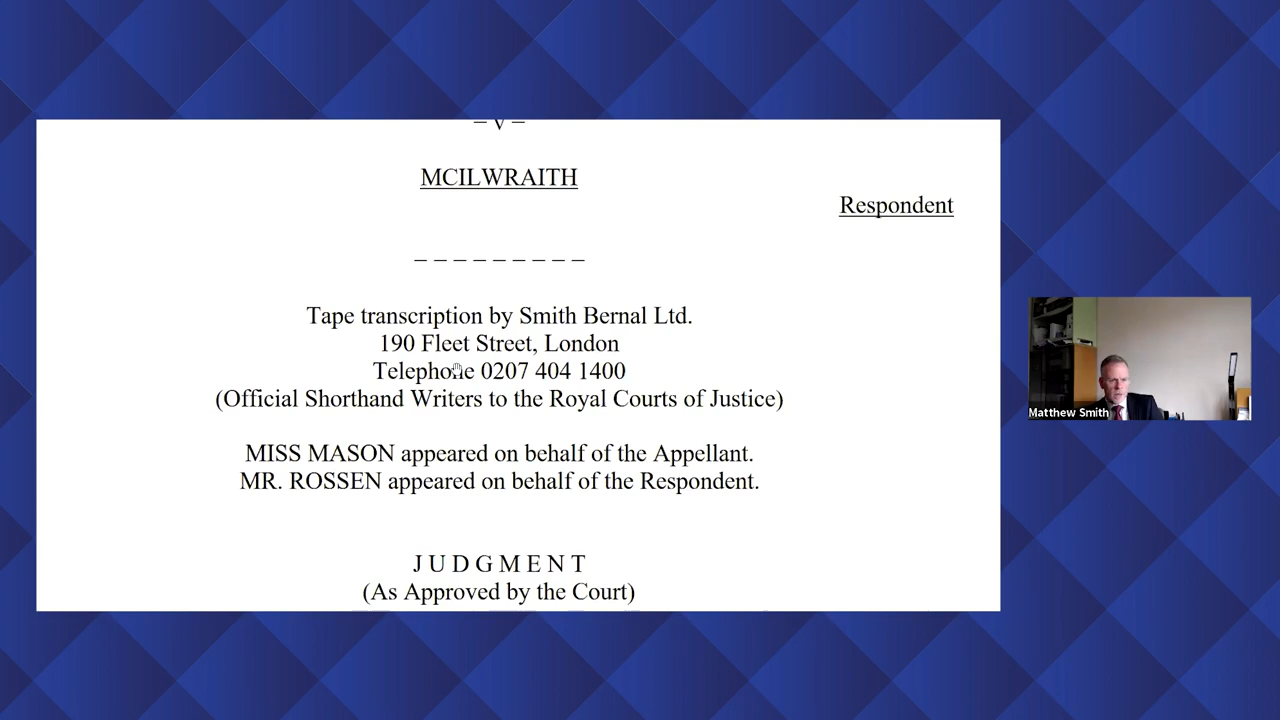 – V –
MCILWRAITH
Respondent
– – – – – – – – –
Tape transcription by Smith Bernal Ltd.
190 Fleet Street, London
Telephone 0207 404 1400
(Official Shorthand Writers to the Royal Courts of Justice)
MISS MASON appeared on behalf of the Appellant.
MR. ROSSEN appeared on behalf of the Respondent.
J U D G M E N T
(As Approved by the Court)
Matthew Smith